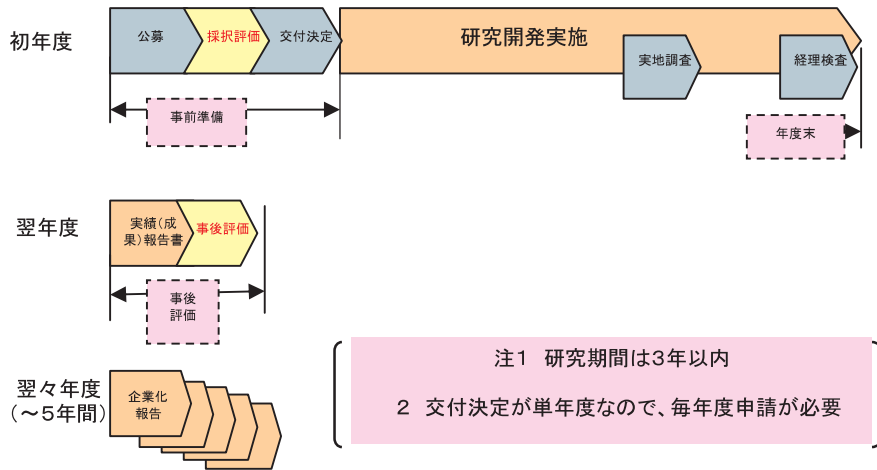 初年度
公募
採択評価
交付決定
研究開発実施
実地調査
経理検査
事前準備
年度末
翌年度
実績(成
果)報告書
事後評価
事後
評価
翌々年度
(～5年間)
企業化
報告
注1 研究期間は3年以内
2 交付決定が単年度なので、毎年度申請が必要